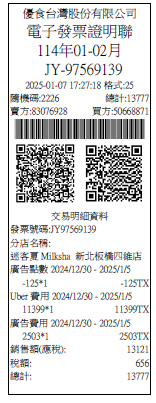 優食台灣股份有限公司
電子發票證明聯
114年01-02月
JY-97569139
2025-01-07 17:27:18 格式:25
隨機碼:2226 總計:13777
賣方:83076928 買方:50668871
交易明細資料
發票號碼:JY97569139
分店名稱:
迷客夏 Milksha 新北板橋四維店
廣告點數 2024/12/30 - 2025/1/5
-125*1 -125TX
Uber 費用 2024/12/30 - 2025/1/5
11399*1 11399TX
廣告費用 2024/12/30 - 2025/1/5
2503*1 2503TX
銷售額(應稅): 13121
稅額: 656
總計: 13777